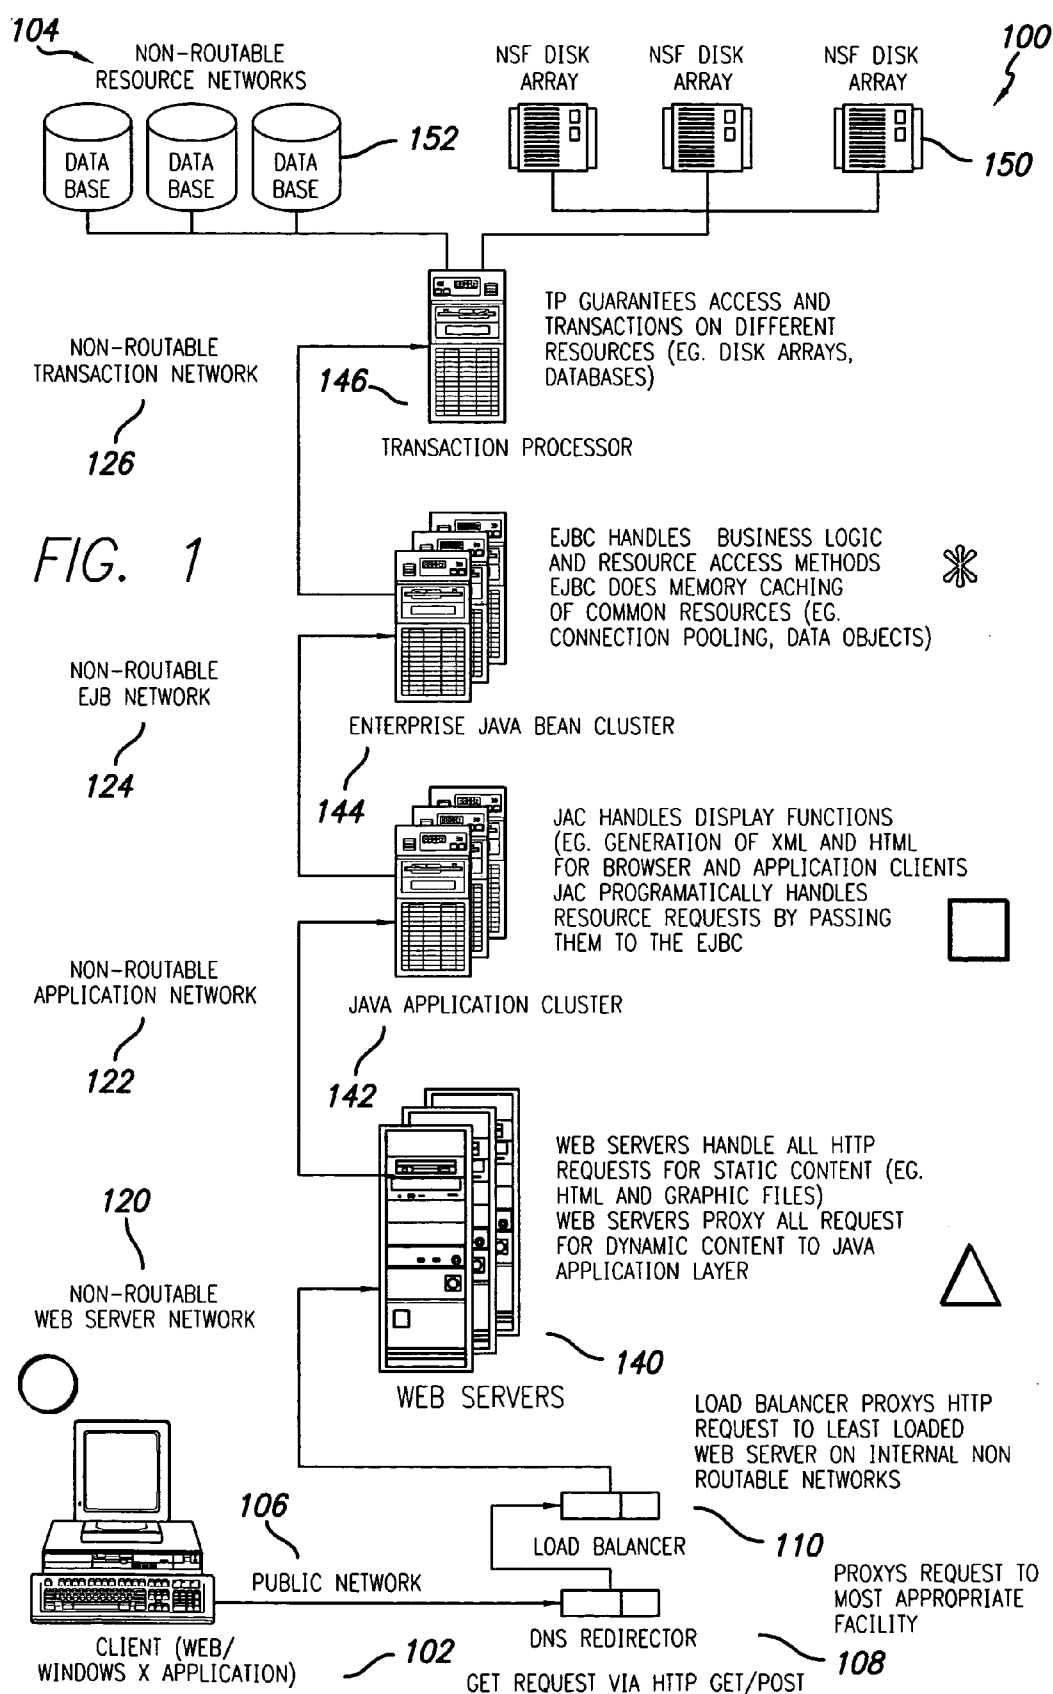 104
NON-ROUTABLE
RESOURCE NETWORKS
NSF DISK
ARRAY
NSF DISK
ARRAY
NSF DISK
ARRAY
100
DATA
BASE
DATA
BASE
DATA
BASE
152
150
TP GUARANTEES ACCESS AND
TRANSACTIONS ON DIFFERENT
RESOURCES (EG. DISK ARRAYS,
DATABASES)
NON-ROUTABLE
TRANSACTION NETWORK
146
126
TRANSACTION PROCESSOR
FIG. 1
EJBC HANDLES BUSINESS LOGIC
AND RESOURCE ACCESS METHODS
EJBC DOES MEMORY CACHING
OF COMMON RESOURCES (EG.
CONNECTION POOLING, DATA OBJECTS)
NON-ROUTABLE
EJB NETWORK
124
ENTERPRISE JAVA BEAN CLUSTER
144
JAC HANDLES DISPLAY FUNCTIONS
(EG. GENERATION OF XML AND HTML
FOR BROWSER AND APPLICATION CLIENTS
JAC PROGRAMATICALLY HANDLES
RESOURCE REQUESTS BY PASSING
THEM TO THE EJBC
NON-ROUTABLE
APPLICATION NETWORK
122
JAVA APPLICATION CLUSTER
142
WEB SERVERS HANDLE ALL HTTP
REQUESTS FOR STATIC CONTENT (EG.
HTML AND GRAPHIC FILES)
WEB SERVERS PROXY ALL REQUEST
FOR DYNAMIC CONTENT TO JAVA
APPLICATION LAYER
120
NON-ROUTABLE
WEB SERVER NETWORK
140
WEB SERVERS
LOAD BALANCER PROXYS HTTP
REQUEST TO LEAST LOADED
WEB SERVER ON INTERNAL NON
ROUTABLE NETWORKS
106
PUBLIC NETWORK
LOAD BALANCER
110
PROXYS REQUEST TO
MOST APPROPRIATE
FACILITY
DNS REDIRECTOR
108
CLIENT (WEB/
WINDOWS X APPLICATION)
102
GET REQUEST VIA HTTP GET/POST